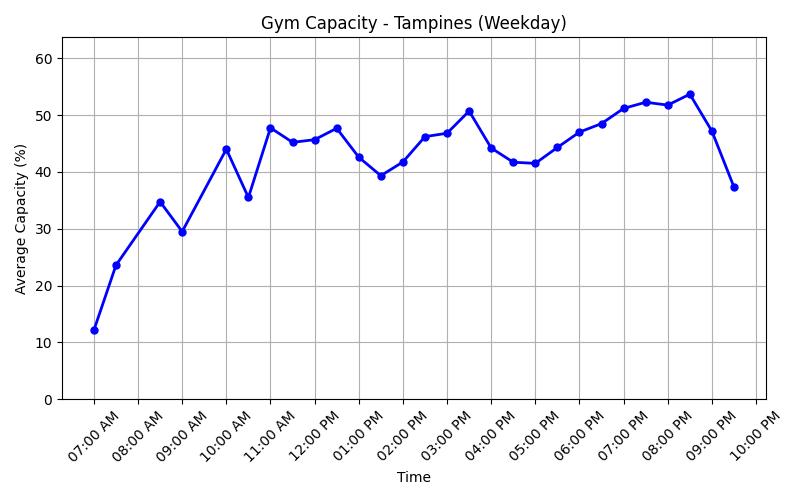 Gym Capacity - Tampines (Weekday)
Average Capacity (%)
60
50
40
30
20
10
0
07:00 AM
08:00 AM
09:00 AM
10:00 AM
11:00 AM
12:00 PM
01:00 PM
02:00 PM
03:00 PM
04:00 PM
05:00 PM
06:00 PM
07:00 PM
08:00 PM
09:00 PM
10:00 PM
Time